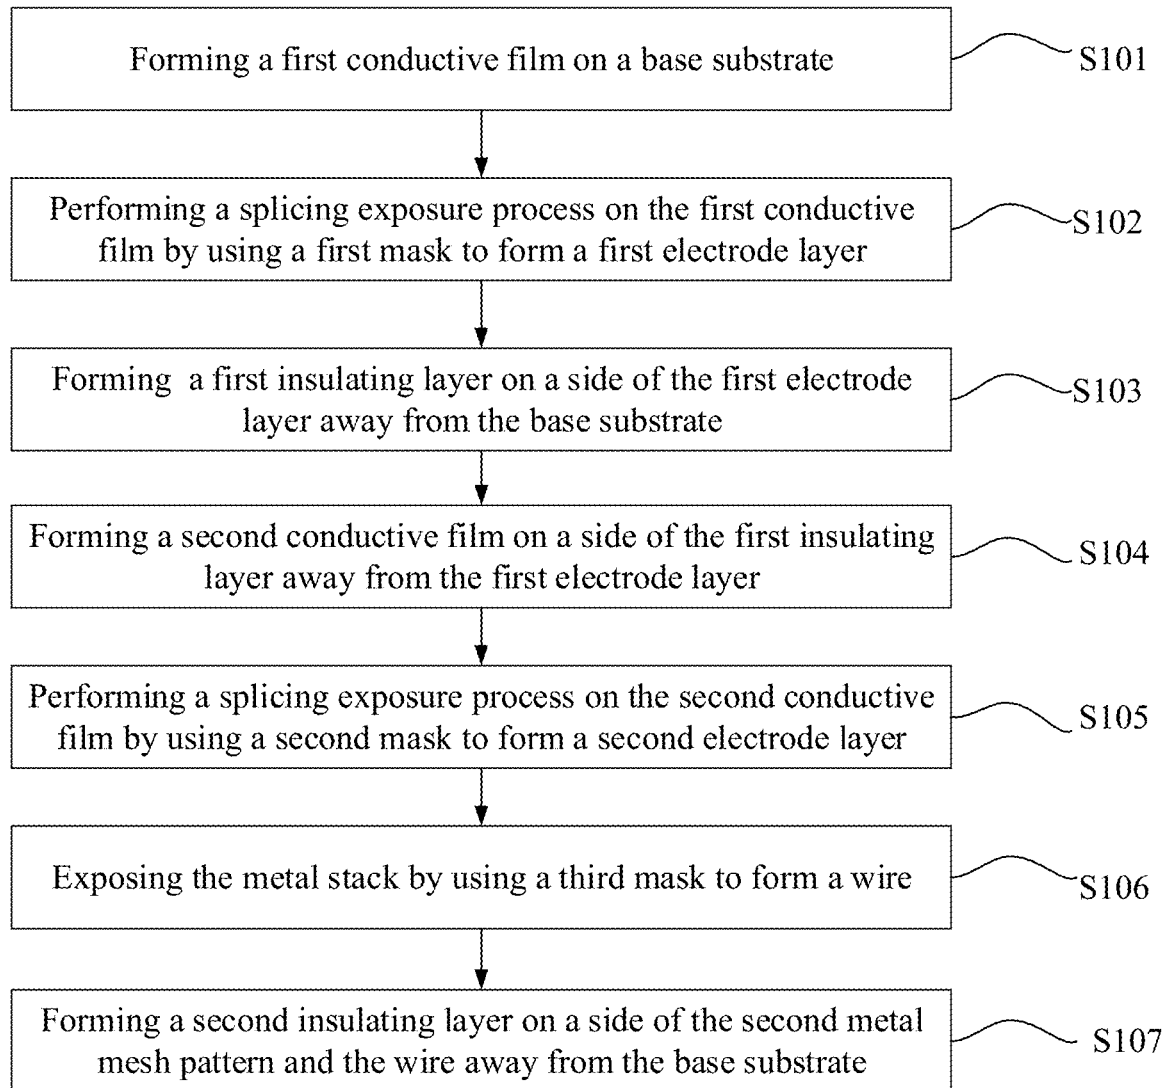 Forming a first conductive film on a base substrate
S101
Performing a splicing exposure process on the first conductive
film by using a first mask to form a first electrode layer
S102
Forming a first insulating layer on a side of the first electrode
layer away from the base substrate
S103
Forming a second conductive film on a side of the first insulating
layer away from the first electrode layer
S104
Performing a splicing exposure process on the second conductive
film by using a second mask to form a second electrode layer
S105
Exposing the metal stack by using a third mask to form a wire
S106
Forming a second insulating layer on a side of the second metal
mesh pattern and the wire away from the base substrate
S107